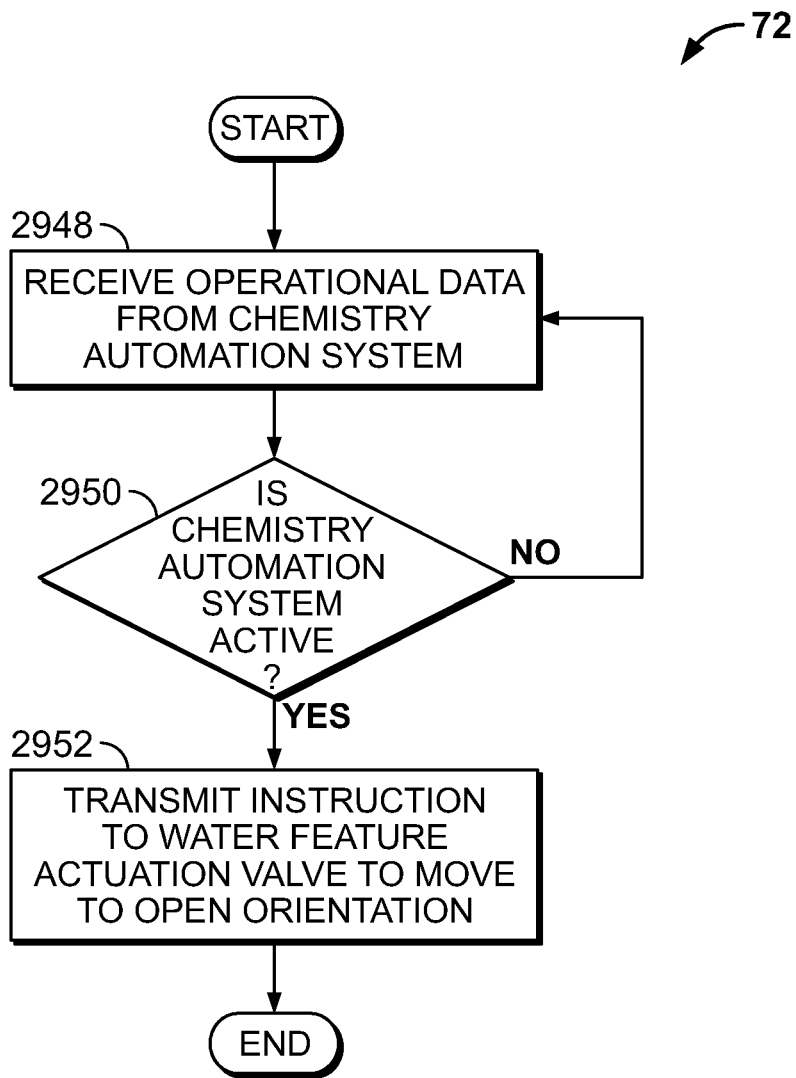 72
START
2948
RECEIVE OPERATIONAL DATA
FROM CHEMISTRY
AUTOMATION SYSTEM
2950
IS
CHEMISTRY
AUTOMATION
SYSTEM
ACTIVE
?
NO
YES
2952
TRANSMIT INSTRUCTION
TO WATER FEATURE
ACTUATION VALVE TO MOVE
TO OPEN ORIENTATION
END